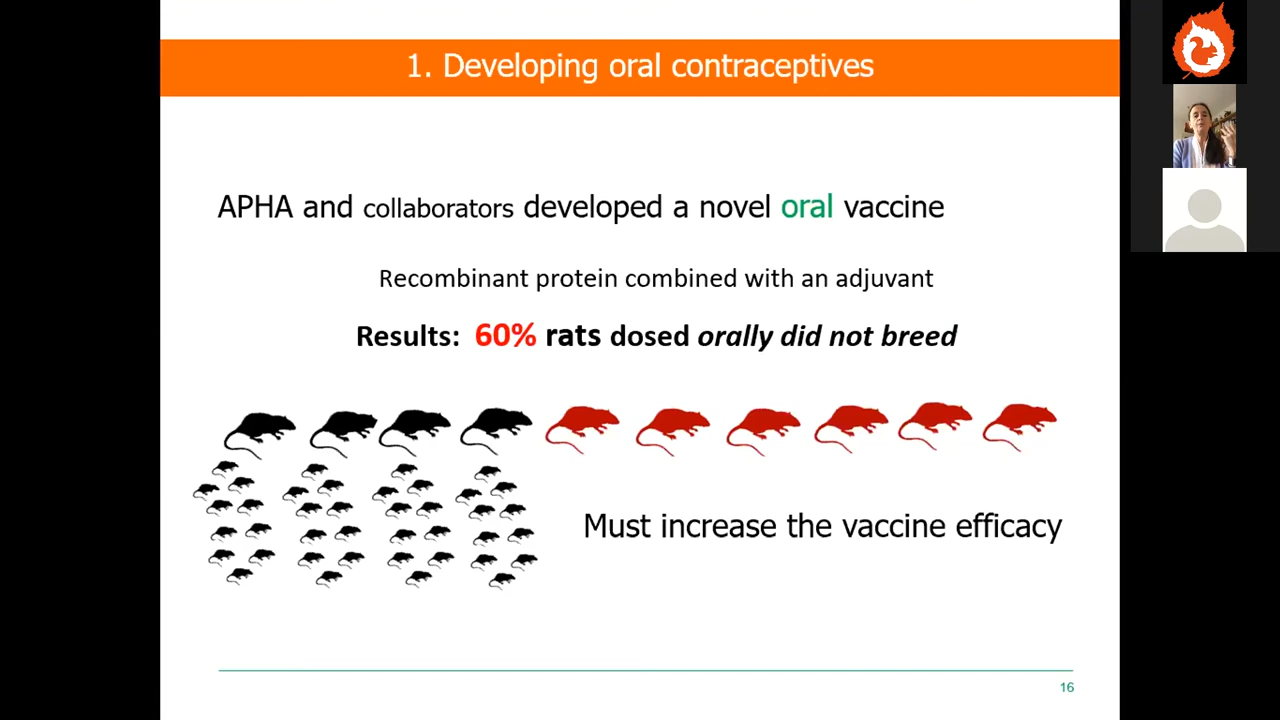 1. Developing oral contraceptives
APHA and collaborators developed a novel oral vaccine
Recombinant protein combined with an adjuvant
Results: 60% rats dosed orally did not breed
Must increase the vaccine efficacy
16